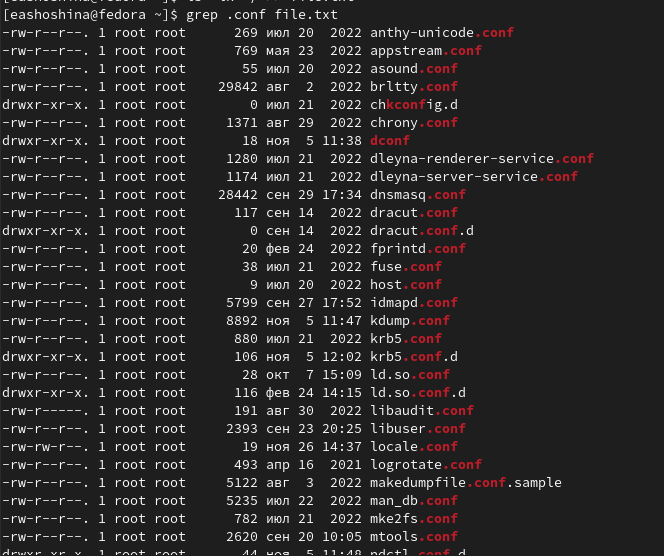 [eashoshina@fedora ~]$ grep .conf file.txt
-rw-r--r--. 1 root root 269 июл 20 2022 anthy-unicode.conf
-rw-r--r--. 1 root root 769 мая 23 2022 appstream.conf
-rw-r--r--. 1 root root 55 июл 20 2022 asound.conf
-rw-r--r--. 1 root root 29842 авг 2 2022 brltty.conf
drwxr-xr-x. 1 root root 0 июл 21 2022 chkconfig.d
-rw-r--r--. 1 root root 1371 авг 29 2022 chrony.conf
drwxr-xr-x. 1 root root 18 ноя 5 11:38 dconf
-rw-r--r--. 1 root root 1280 июл 21 2022 dleyna-renderer-service.conf
-rw-r--r--. 1 root root 1174 июл 21 2022 dleyna-server-service.conf
-rw-r--r--. 1 root root 28442 сен 29 17:34 dnsmasq.conf
-rw-r--r--. 1 root root 117 сен 14 2022 dracut.conf
drwxr-xr-x. 1 root root 0 сен 14 2022 dracut.conf.d
-rw-r--r--. 1 root root 20 фев 24 2022 fprintd.conf
-rw-r--r--. 1 root root 38 июл 21 2022 fuse.conf
-rw-r--r--. 1 root root 9 июл 20 2022 host.conf
-rw-r--r--. 1 root root 5799 сен 27 17:52 idmapd.conf
-rw-r--r--. 1 root root 8892 ноя 5 11:47 kdump.conf
-rw-r--r--. 1 root root 880 июл 21 2022 krb5.conf
drwxr-xr-x. 1 root root 106 ноя 5 12:02 krb5.conf.d
-rw-r--r--. 1 root root 28 окт 7 15:09 ld.so.conf
drwxr-xr-x. 1 root root 116 фев 24 14:15 ld.so.conf.d
-rw-r-----. 1 root root 191 авг 30 2022 libaudit.conf
-rw-r--r--. 1 root root 2393 сен 23 20:25 libuser.conf
-rw-rw-r--. 1 root root 19 ноя 26 14:37 locale.conf
-rw-r--r--. 1 root root 493 апр 16 2021 logrotate.conf
-rw-r--r--. 1 root root 5122 авг 3 2022 makedumpfile.conf.sample
-rw-r--r--. 1 root root 5235 июл 22 2022 man_db.conf
-rw-r--r--. 1 root root 782 июл 21 2022 mke2fs.conf
-rw-r--r--. 1 root root 2620 сен 20 10:05 mtools.conf
drwxr-xr-x. 1 root root 44 ноя 5 11:48 ndctl.conf.d